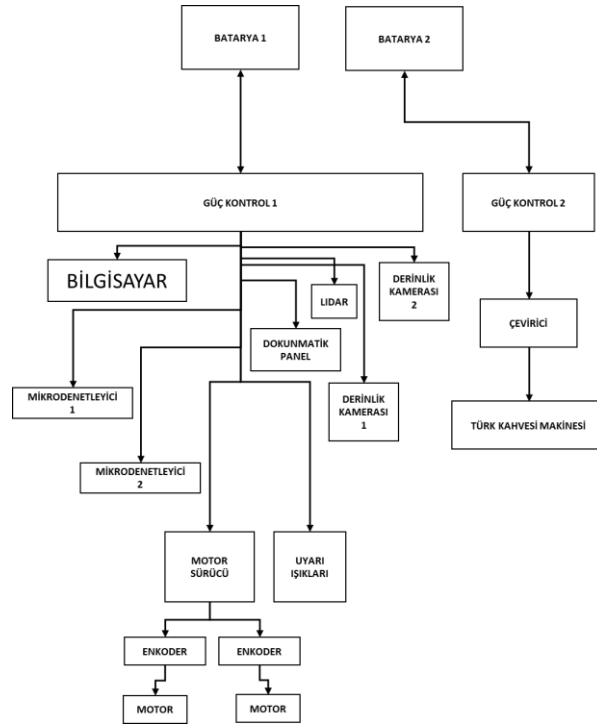 BATARYA 1
BATARYA 2
GÜÇ KONTROL 1
GÜÇ KONTROL 2
BİLGİSAYAR
LIDAR
DERİNLİK
KAMERASI
2
ÇEVİRİCİ
DOKUNMATİK
PANEL
MİKRODENETLEYİCİ
1
DERİNLİK
KAMERASI
1
TÜRK KAHVESİ MAKİNESİ
MİKRODENETLEYİCİ
2
MOTOR
SÜRÜCÜ
UYARI
IŞIKLARI
ENKODER
ENKODER
MOTOR
MOTOR